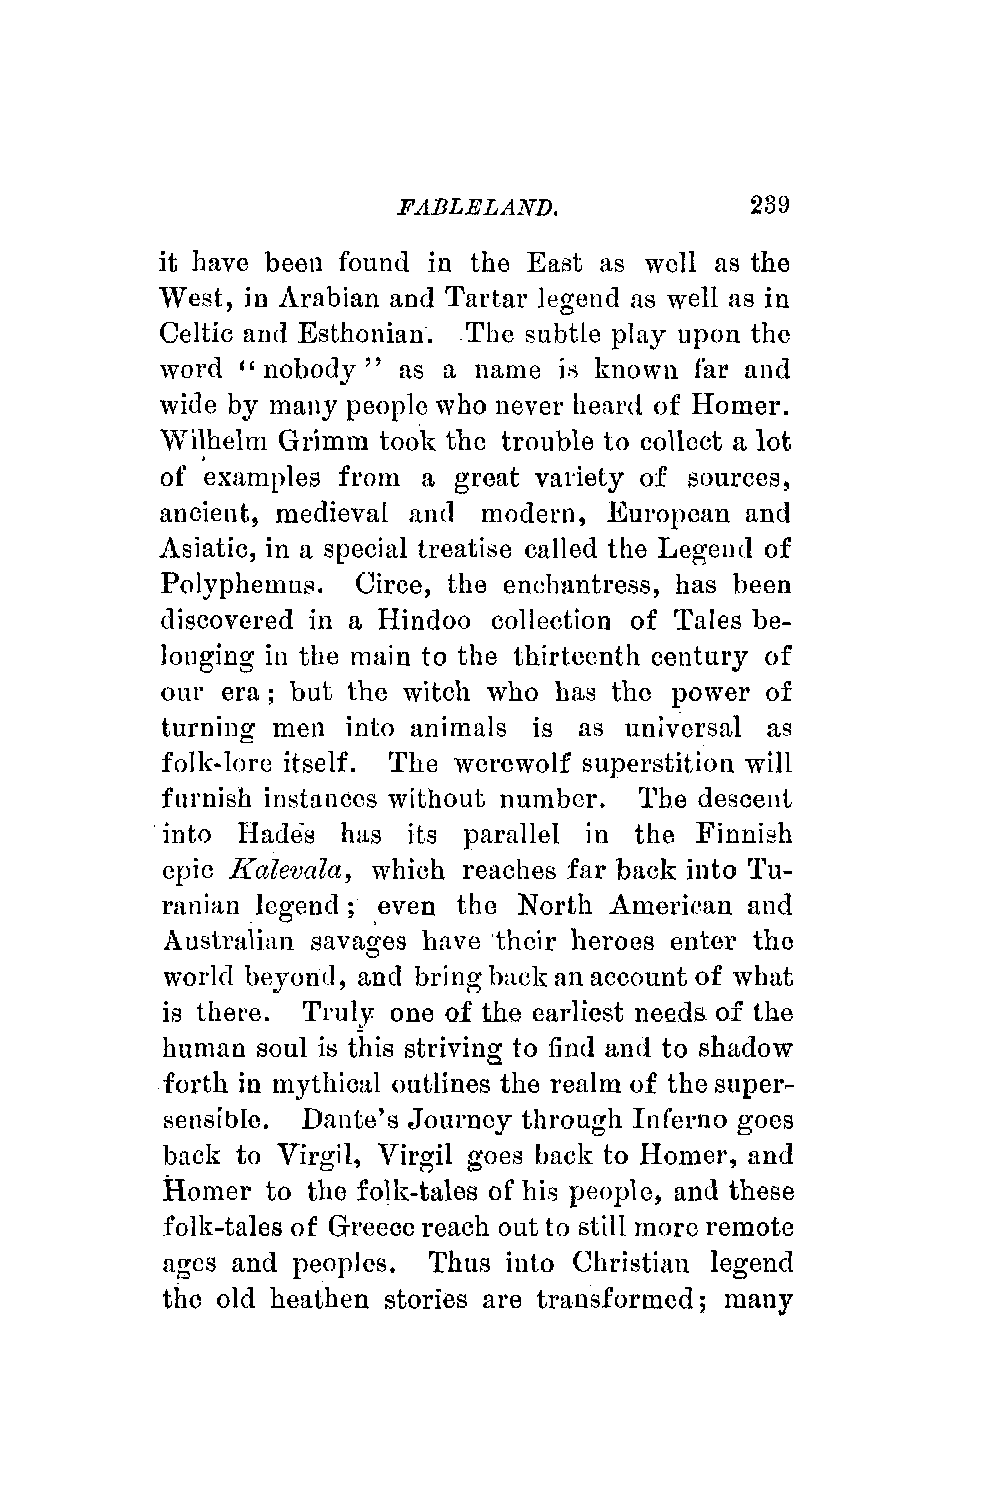 FABLELAND. 239
it have been found in the East as well as the
West, in Arabian and Tartar legend as well as in
Celtic and Esthonian. The subtle play upon the
word “nobody” as a name is known far and
wide by many people who never heard of Homer.
Wilhelm Grimm took the trouble to collect a lot
of examples from a great variety of sources,
ancient, medieval and modern, European and
Asiatic, in a special treatise called the Legend of
Polyphemus. Circe, the enchantress, has been
discovered in a Hindoo collection of Tales be-
longing in the main to the thirteenth century of
our era; but the witch who has the power of
turning men into animals is as universal as
folk-lore itself. The werewolf superstition will
furnish instances without number. The descent
into Hades has its parallel in the Finnish
epic Kalevala, which reaches far back into Tu-
ranian legend; even the North American and
Australian savages have their heroes enter the
world beyond, and bring back an account of what
is there. Truly one of the earliest needs of the
human soul is this striving to find and to shadow
forth in mythical outlines the realm of the super-
sensible. Dante’s Journey through Inferno goes
back to Virgil, Virgil goes back to Homer, and
Homer to the folk-tales of his people, and these
folk-tales of Greece reach out to still more remote
ages and peoples. Thus into Christian legend
the old heathen stories are transformed; many